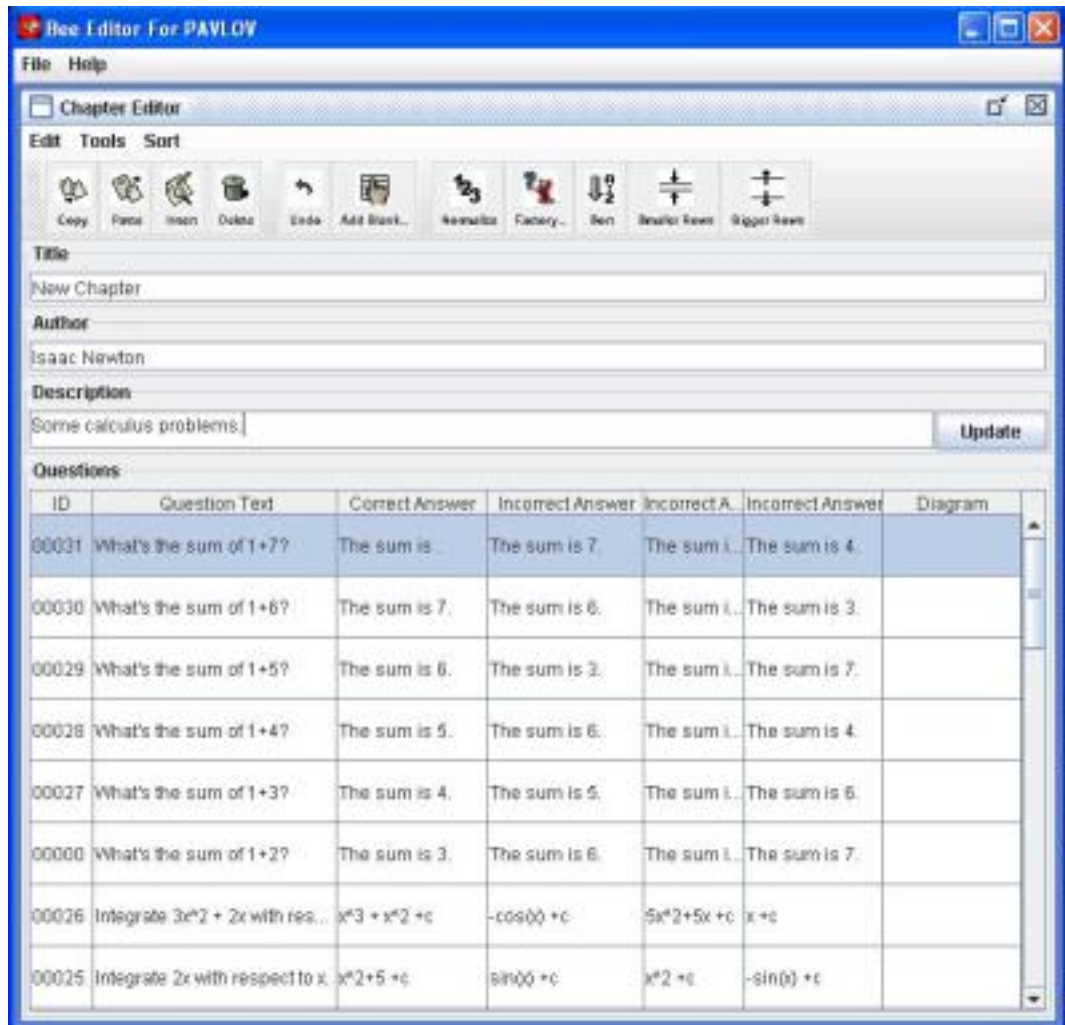 Bee Editor For PAVLOV
File Help
Chapter Editor
Edit Tools Sort
Copy Paste Insert Delete Undo Add Blank... Normalize Factory... Sort Smaller Rows Bigger Rows
Title
New Chapter
Author
Isaac Newton
Description
Some calculus problems.
Update
Questions
ID Question Text Correct Answer Incorrect Answer Incorrect A... Incorrect Answer Diagram
00031 What's the sum of 1+7? The sum is . The sum is 7. The sum i... The sum is 4.
00030 What's the sum of 1+6? The sum is 7. The sum is 6. The sum i... The sum is 3.
00029 What's the sum of 1+5? The sum is 6. The sum is 3. The sum i... The sum is 7.
00028 What's the sum of 1+4? The sum is 5. The sum is 6. The sum i... The sum is 4.
00027 What's the sum of 1+3? The sum is 4. The sum is 5. The sum i... The sum is 6.
00000 What's the sum of 1+2? The sum is 3. The sum is 6. The sum i... The sum is 7.
00026 Integrate 3x^2 + 2x with res... x^3 + x^2 +c -cos(x) +c 5x^2+5x +c x +c
00025 Integrate 2x with respect to x. x^2+5 +c sin(x) +c x^2 +c -sin(x) +c